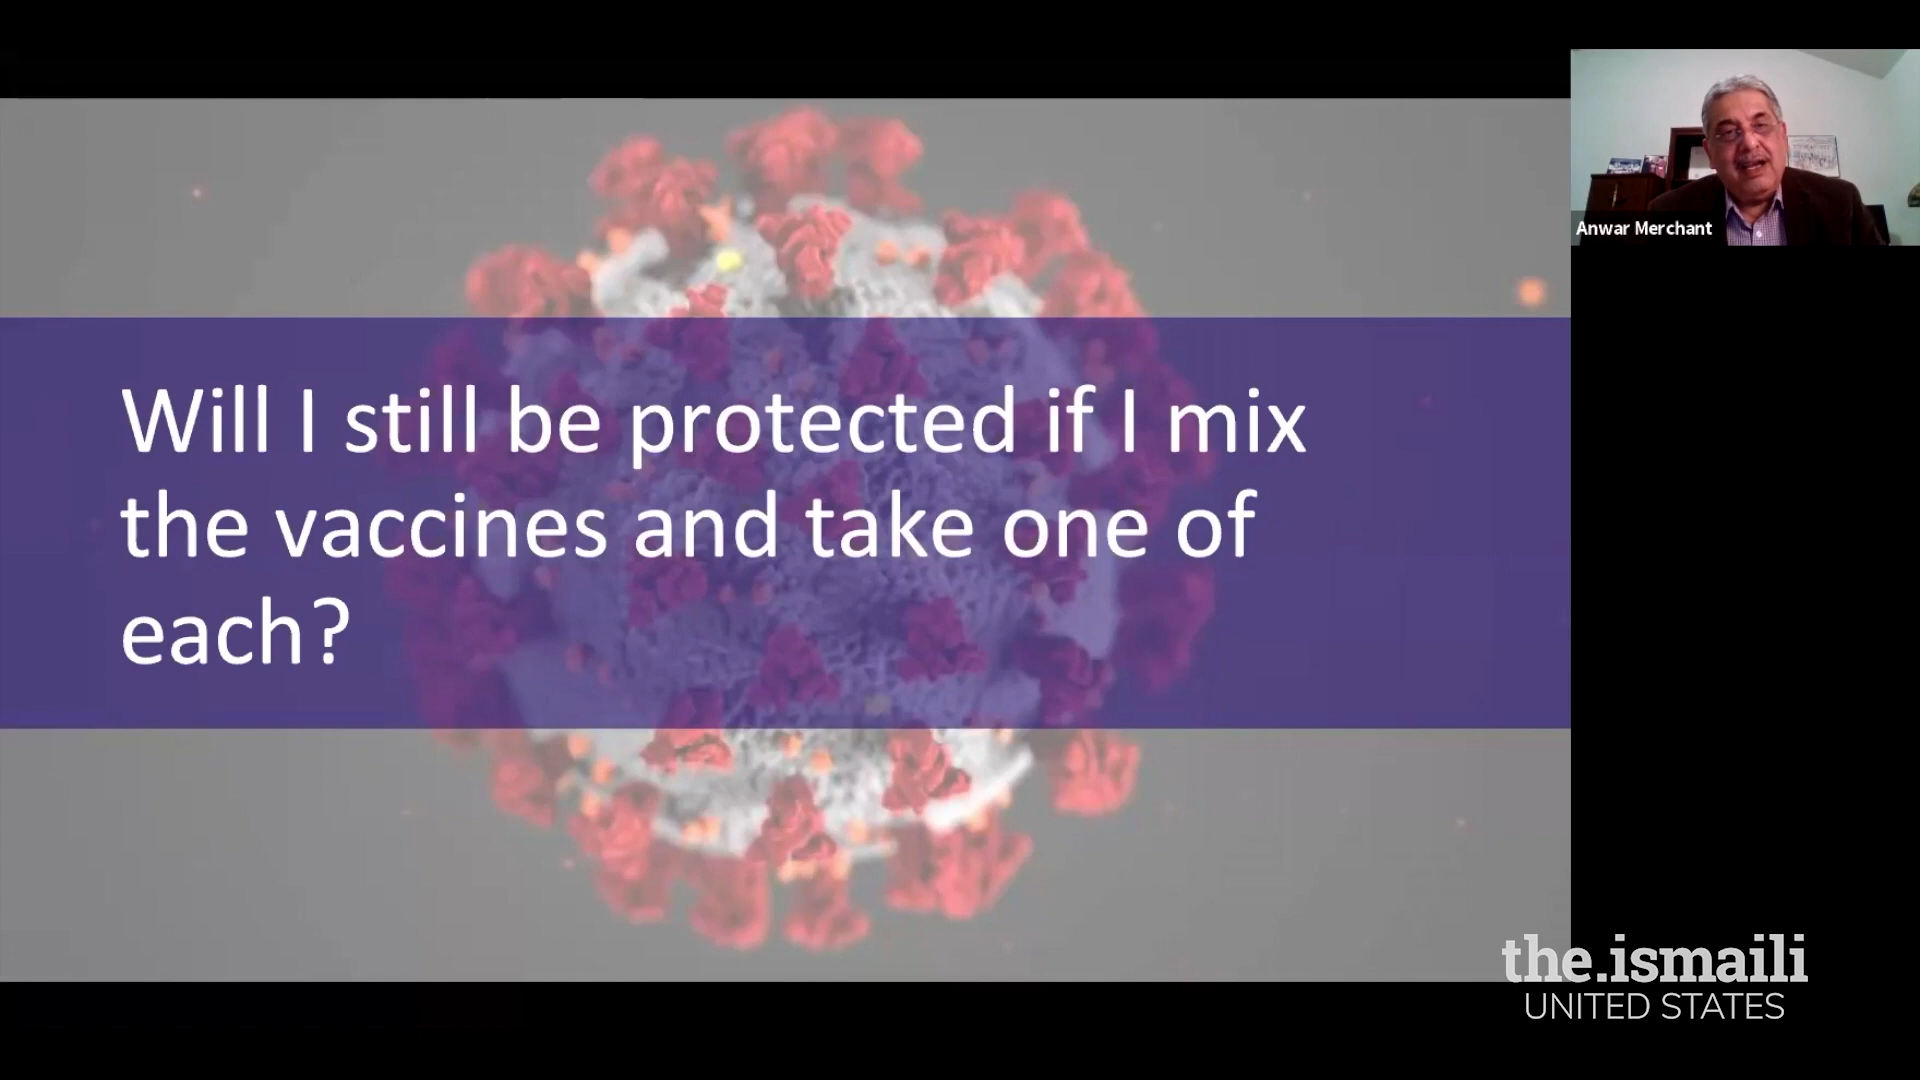 Will I still be protected if I mix
the vaccines and take one of
each?
Anwar Merchant
the.ismaili
UNITED STATES